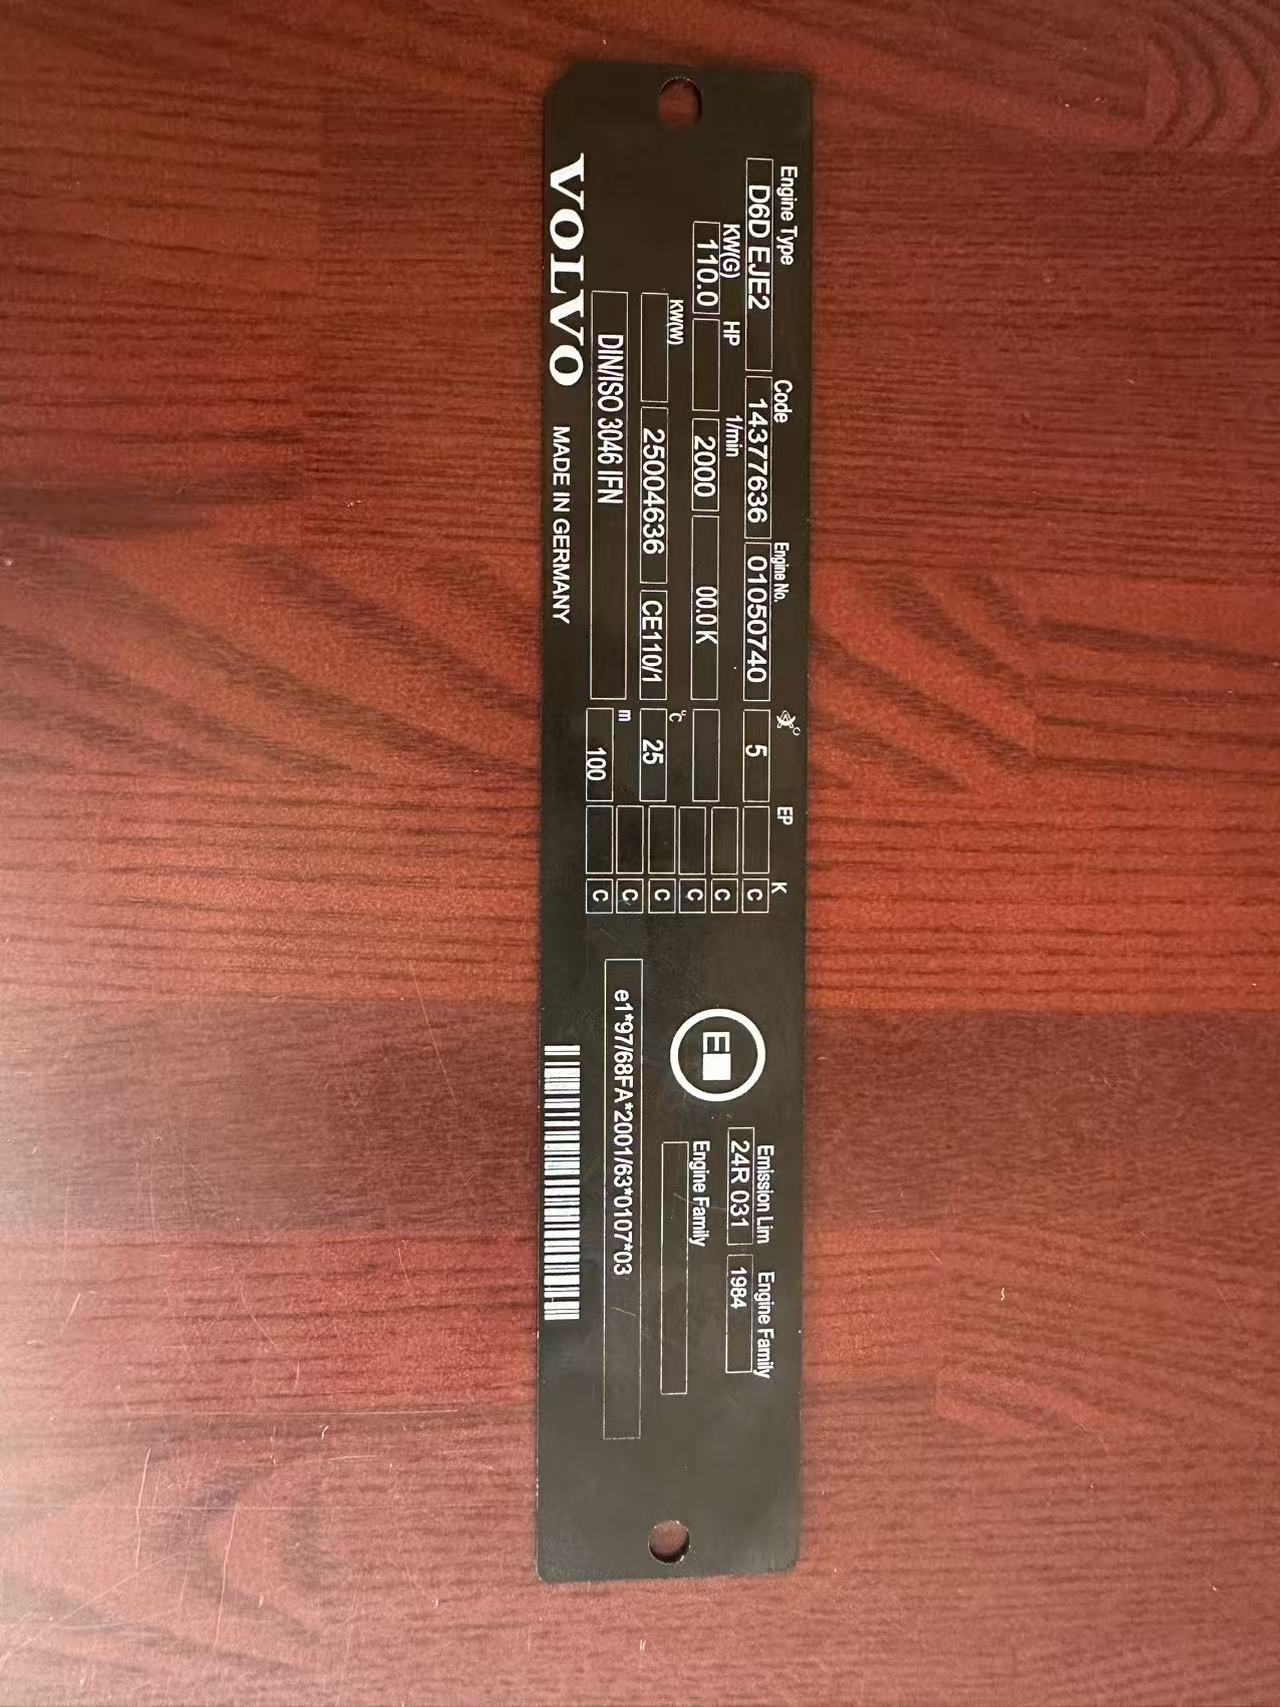 Engine Type Code Engine No. EP K
D6D EJE2 14377636 01050740 5 C
KW(G) HP 1/min C
110.0 2000 00.0 K C
KW(W) °C
25004636 CE110/1 25 C
m C
DIN/ISO 3046 IFN 100 C
VOLVO MADE IN GERMANY
E
Emission Lim Engine Family
24R 031 1984
Engine Family
e1*97/68FA*2001/63*0107*03